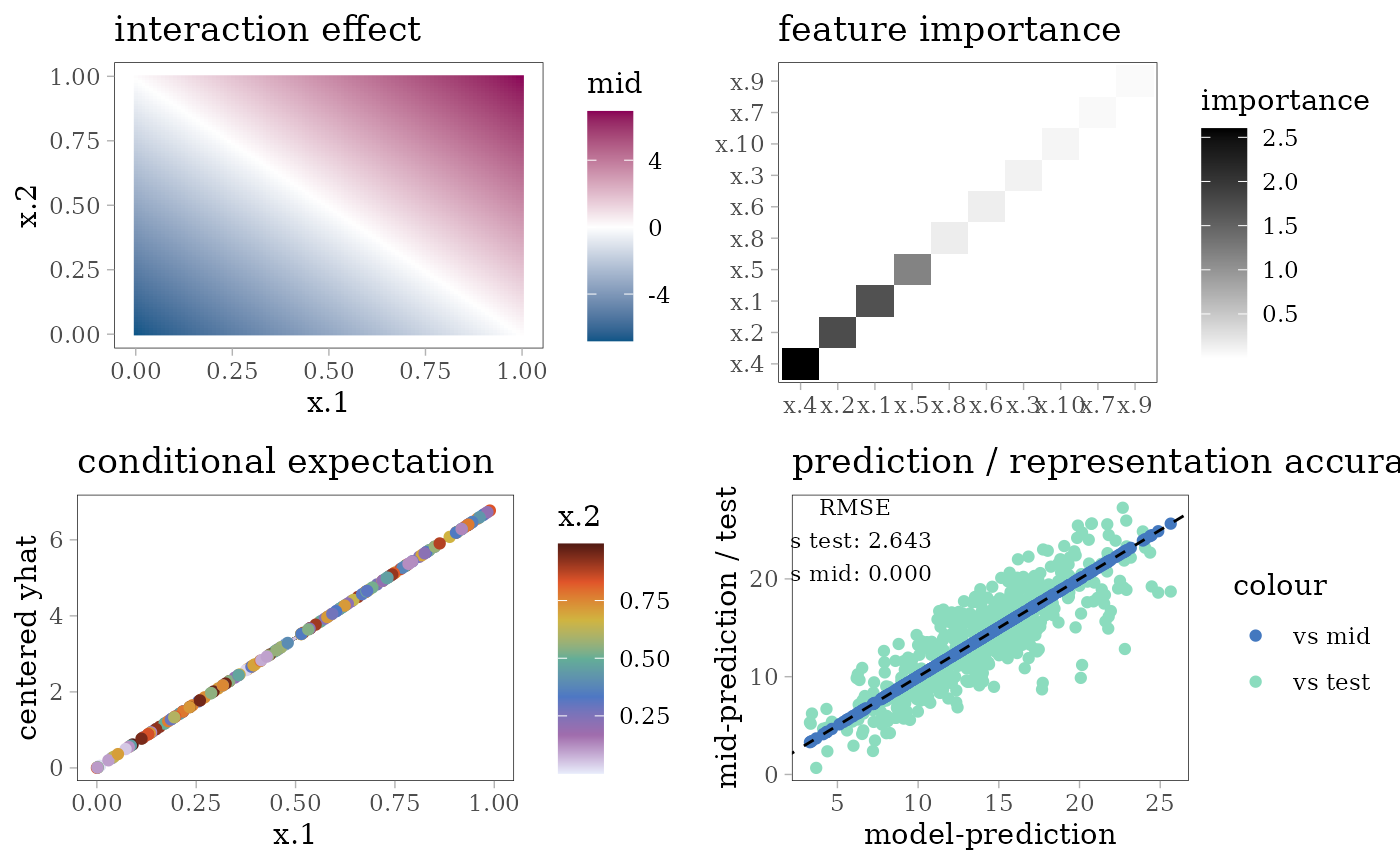 interaction effect
mid
1.00
0.75
0.50
0.25
0.00
x.2
4
0
-4
0.00 0.25 0.50 0.75 1.00
x.1
feature importance
importance
x.9
x.7
x.10
x.3
x.6
x.8
x.5
x.1
x.2
x.4
2.5
2.0
1.5
1.0
0.5
x.4 x.2 x.1 x.5 x.8 x.6 x.3 x.10 x.7 x.9
conditional expectation
x.2
6
4
2
0
centered yhat
0.75
0.50
0.25
0.00 0.25 0.50 0.75 1.00
x.1
prediction / representation accura
RMSE
s test: 2.643
s mid: 0.000
20
10
0
mid-prediction / test
colour
vs mid
vs test
5 10 15 20 25
model-prediction